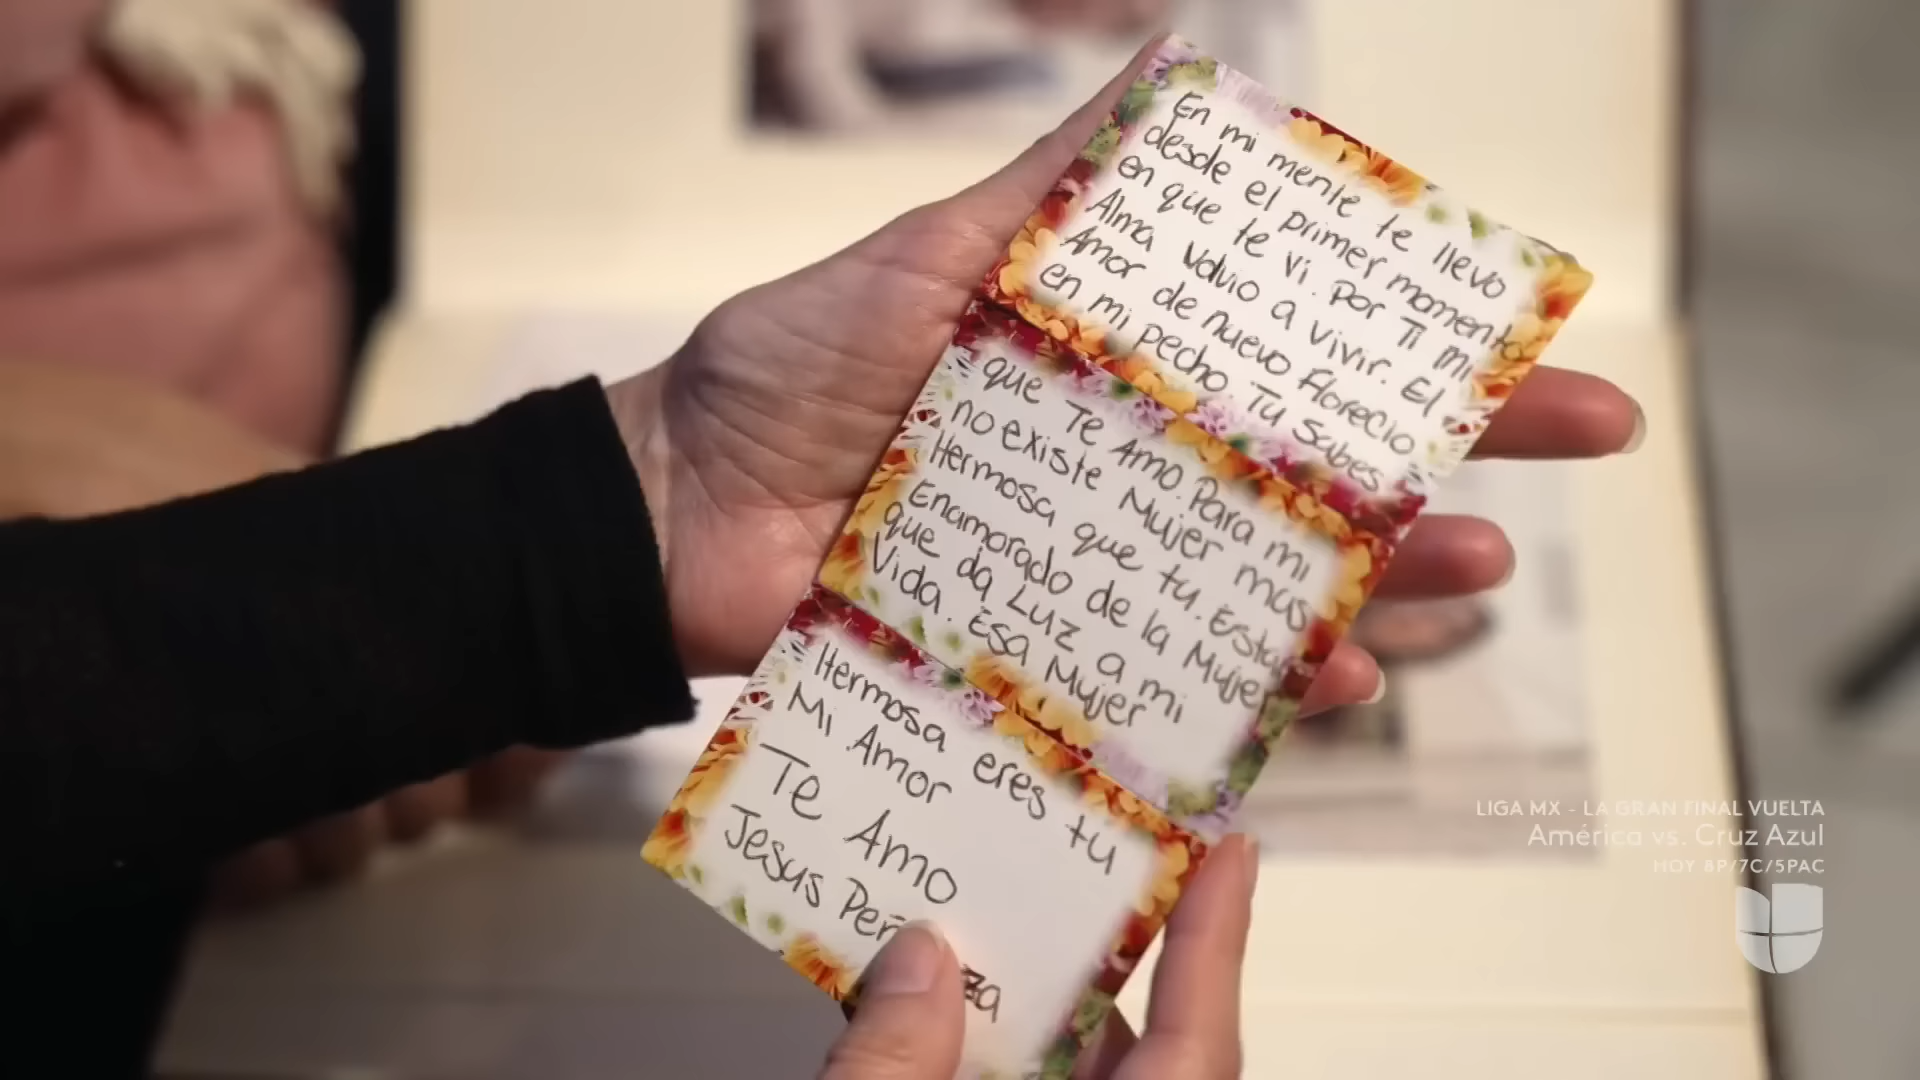 En mi mente te llevo
desde el primer momento
en que te vi. Por Ti mi
Alma volvio a vivir. El
Amor de nuevo Florecio
en mi pecho. Tu Sabes
que Te Amo. Para mi
no existe Mujer mas
Hermosa que tu. Estar
Enamorado de la Mujer
que da Luz a mi
Vida. Esa Mujer
Hermosa eres tu
Mi Amor
Te Amo
Jesus
LIGA MX - LA GRAN FINAL VUELTA
América vs. Cruz Azul
HOY 8P/7C/5PAC